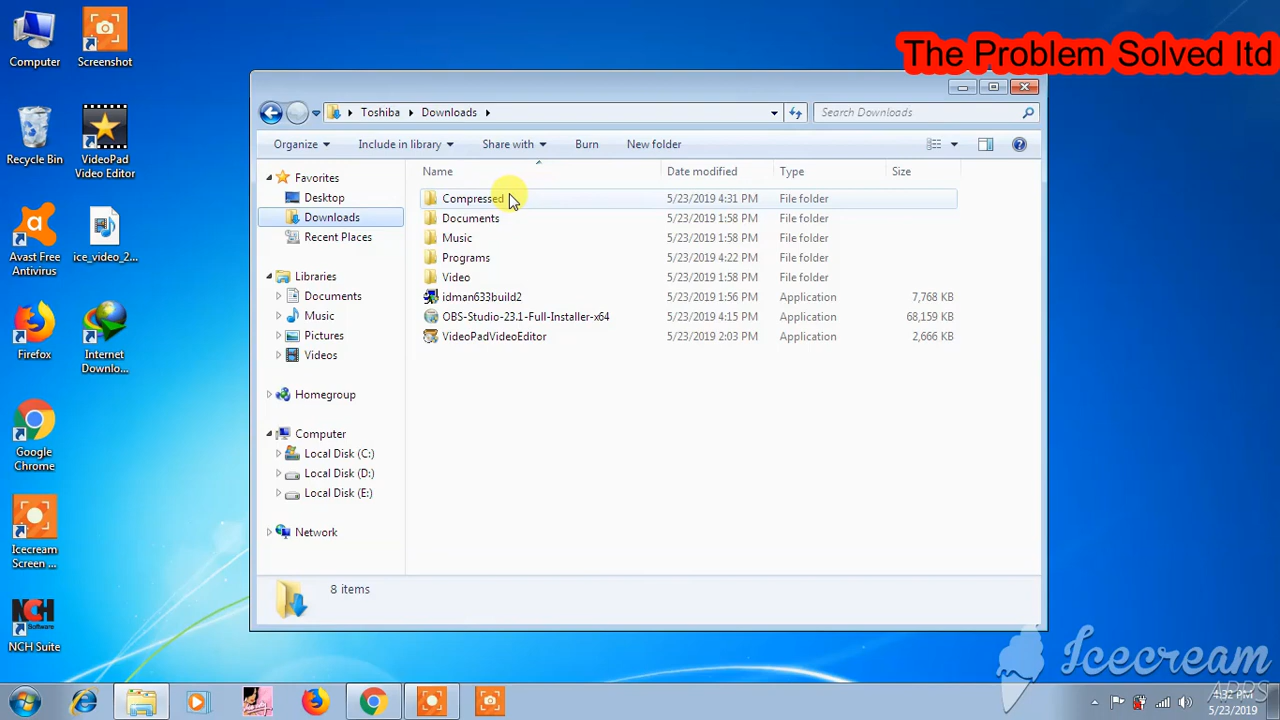 The Problem Solved ltd
Computer
Screenshot
Recycle Bin
VideoPad
Video Editor
Avast Free
Antivirus
ice_video_2...
Firefox
Internet
Downlo...
Google
Chrome
Icecream
Screen ...
NCH
Software
NCH Suite
Toshiba
Downloads
Search Downloads
Organize
Include in library
Share with
Burn
New folder
Favorites
Desktop
Downloads
Recent Places
Libraries
Documents
Music
Pictures
Videos
Homegroup
Computer
Local Disk (C:)
Local Disk (D:)
Local Disk (E:)
Network
Name Date modified Type Size
Compressed 5/23/2019 4:31 PM File folder
Documents 5/23/2019 1:58 PM File folder
Music 5/23/2019 1:58 PM File folder
Programs 5/23/2019 4:22 PM File folder
Video 5/23/2019 1:58 PM File folder
idman633build2 5/23/2019 1:56 PM Application 7,768 KB
OBS-Studio-23.1-Full-Installer-x64 5/23/2019 4:15 PM Application 68,159 KB
VideoPadVideoEditor 5/23/2019 2:03 PM Application 2,666 KB
8 items
Icecream
APPS
4:32 PM
5/23/2019